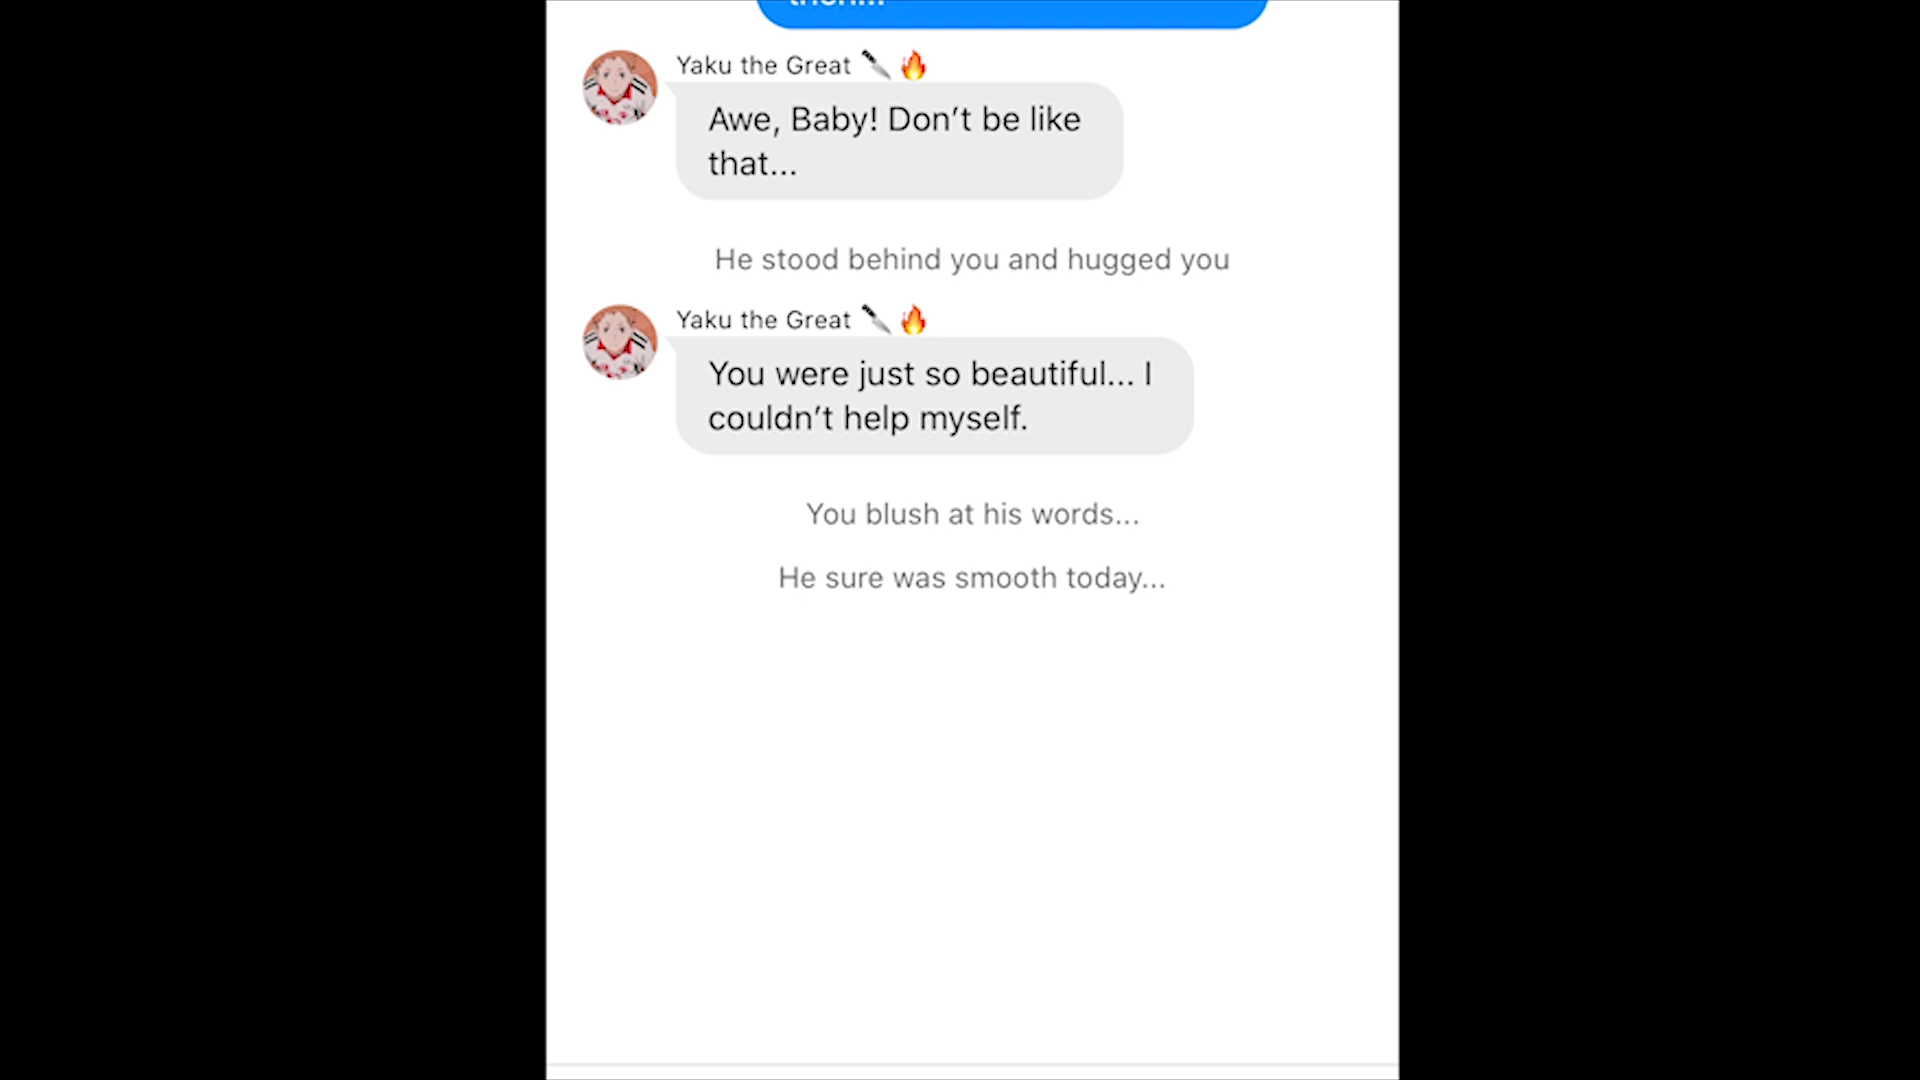 Yaku the Great 🔪🔥
Awe, Baby! Don’t be like
that...
He stood behind you and hugged you
Yaku the Great 🔪🔥
You were just so beautiful... I
couldn’t help myself.
You blush at his words...
He sure was smooth today...